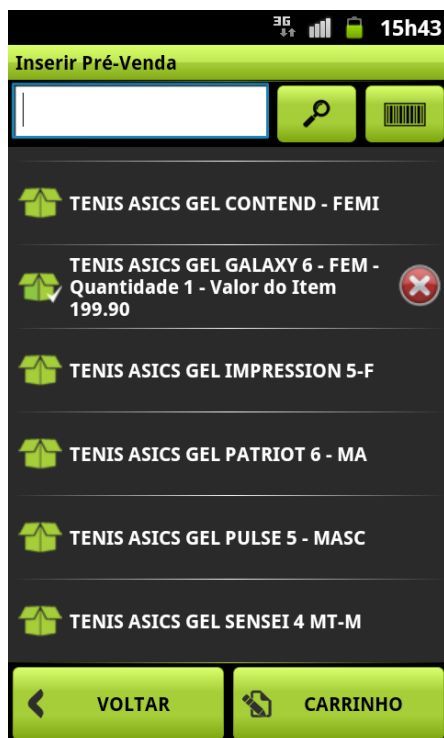 3G 15h43
Inserir Pré-Venda
TENIS ASICS GEL CONTEND - FEMI
TENIS ASICS GEL GALAXY 6 - FEM -
Quantidade 1 - Valor do Item
199.90
TENIS ASICS GEL IMPRESSION 5-F
TENIS ASICS GEL PATRIOT 6 - MA
TENIS ASICS GEL PULSE 5 - MASC
TENIS ASICS GEL SENSEI 4 MT-M
VOLTAR
CARRINHO